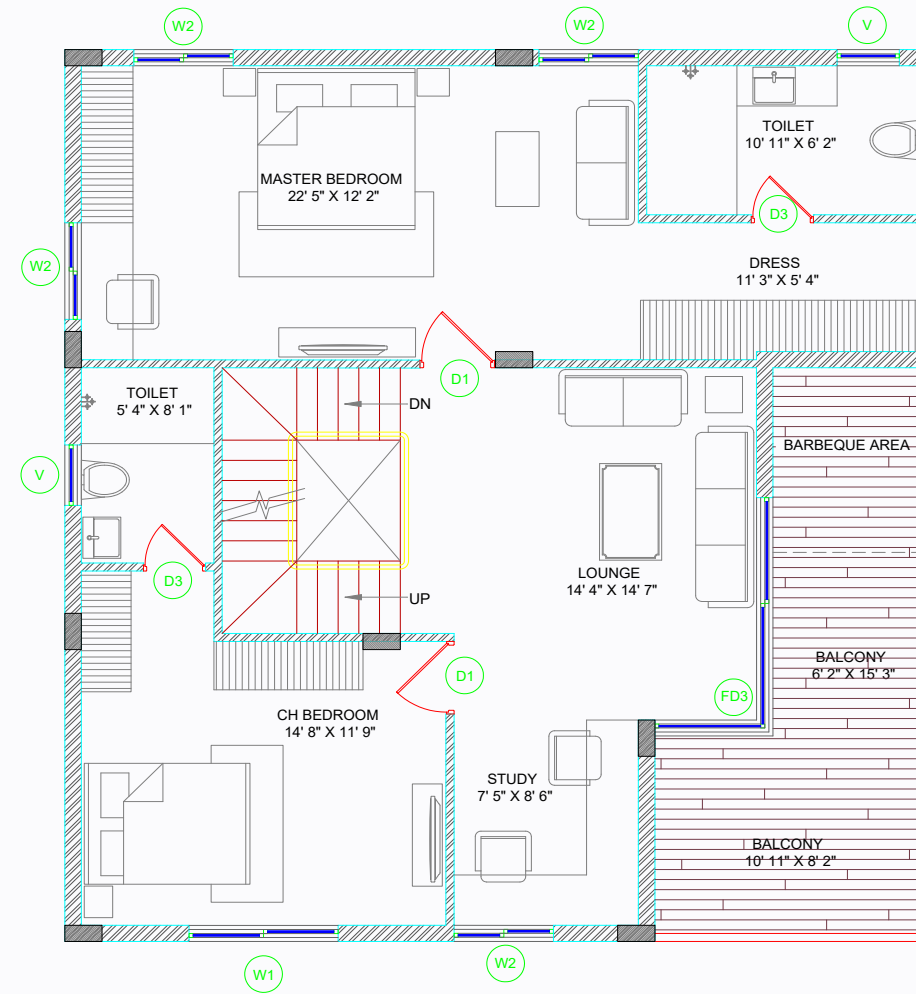 W2
W2
V
TOILET
10' 11" X 6' 2"
MASTER BEDROOM
22' 5" X 12' 2"
D3
W2
DRESS
11' 3" X 5' 4"
D1
TOILET
5' 4" X 8' 1"
DN
BARBEQUE AREA
V
D3
LOUNGE
14' 4" X 14' 7"
UP
BALCONY
6' 2" X 15' 3"
D1
FD3
CH BEDROOM
14' 8" X 11' 9"
STUDY
7' 5" X 8' 6"
BALCONY
10' 11" X 8' 2"
W1
W2